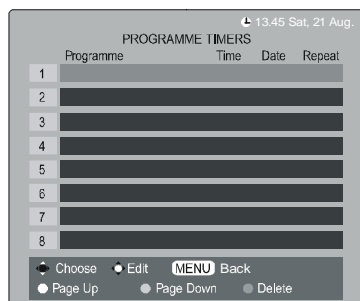 13.45 Sat, 21 Aug.
PROGRAMME TIMERS
Programme Time Date Repeat
1
2
3
4
5
6
7
8
Choose Edit MENU Back
Page Up Page Down Delete